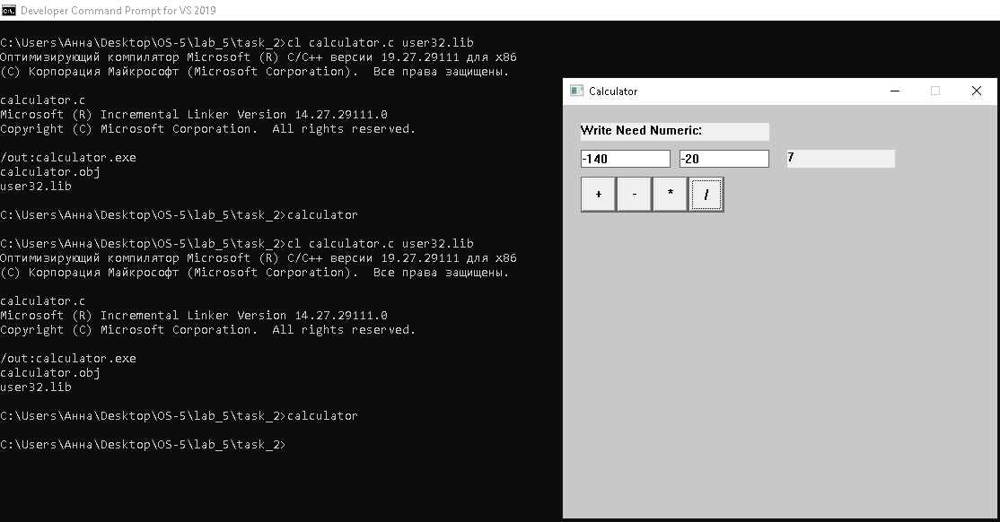 Developer Command Prompt for VS 2019
C:\Users\Анна\Desktop\OS-5\lab_5\task_2>cl calculator.c user32.lib
Оптимизирующий компилятор Microsoft (R) C/C++ версии 19.27.29111 для x86
(C) Корпорация Майкрософт (Microsoft Corporation).  Все права защищены.
calculator.c
Microsoft (R) Incremental Linker Version 14.27.29111.0
Copyright (C) Microsoft Corporation.  All rights reserved.
/out:calculator.exe
calculator.obj
user32.lib
C:\Users\Анна\Desktop\OS-5\lab_5\task_2>calculator
C:\Users\Анна\Desktop\OS-5\lab_5\task_2>cl calculator.c user32.lib
Оптимизирующий компилятор Microsoft (R) C/C++ версии 19.27.29111 для x86
(C) Корпорация Майкрософт (Microsoft Corporation).  Все права защищены.
calculator.c
Microsoft (R) Incremental Linker Version 14.27.29111.0
Copyright (C) Microsoft Corporation.  All rights reserved.
/out:calculator.exe
calculator.obj
user32.lib
C:\Users\Анна\Desktop\OS-5\lab_5\task_2>calculator
C:\Users\Анна\Desktop\OS-5\lab_5\task_2>
Calculator
Write Need Numeric:
-140 -20 7
+ - * /